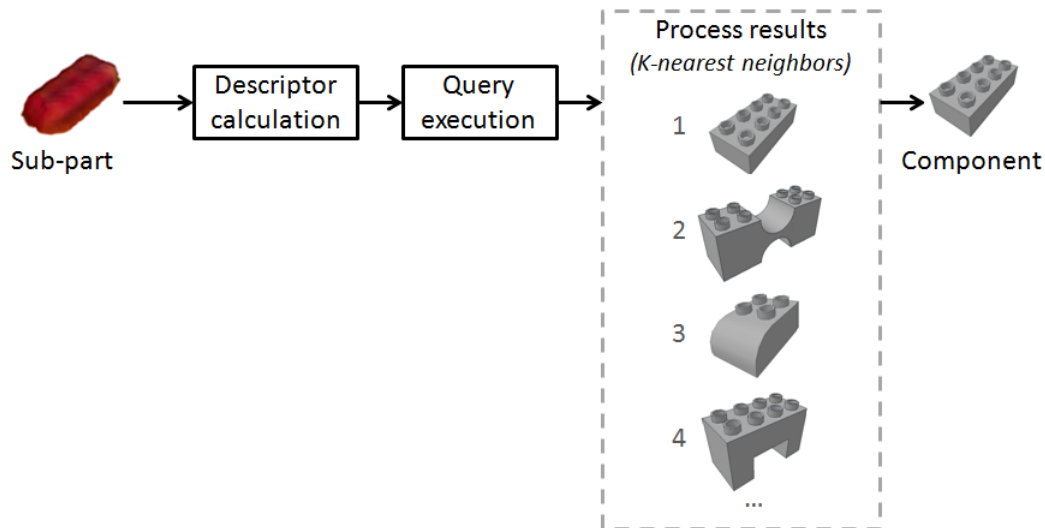 Sub-part
Descriptor
calculation
Query
execution
Process results
(K-nearest neighbors)
1
2
3
4
...
Component